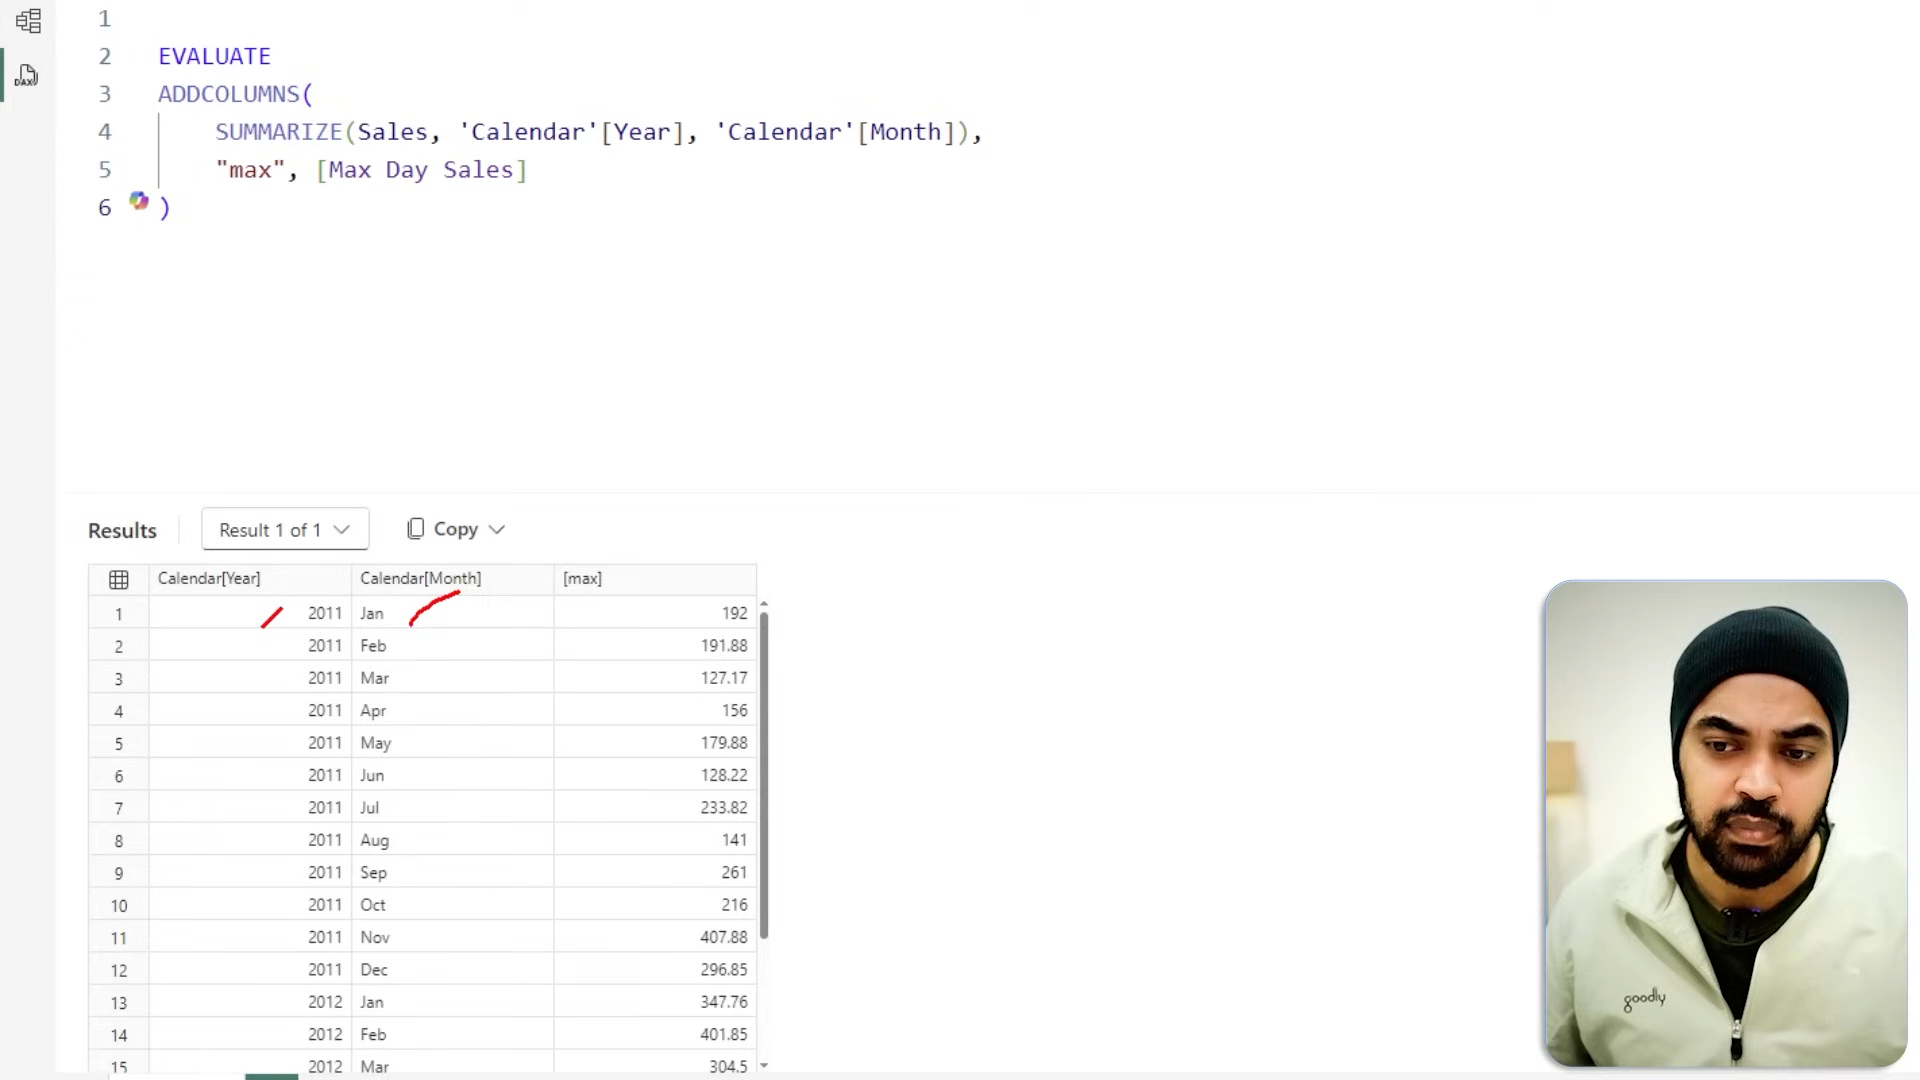 1
2 EVALUATE
3 ADDCOLUMNS(
4 SUMMARIZE(Sales, 'Calendar'[Year], 'Calendar'[Month]),
5 "max", [Max Day Sales]
6 )
DAX
Results Result 1 of 1 Copy
Calendar[Year] Calendar[Month] [max]
1 2011 Jan 192
2 2011 Feb 191.88
3 2011 Mar 127.17
4 2011 Apr 156
5 2011 May 179.88
6 2011 Jun 128.22
7 2011 Jul 233.82
8 2011 Aug 141
9 2011 Sep 261
10 2011 Oct 216
11 2011 Nov 407.88
12 2011 Dec 296.85
13 2012 Jan 347.76
14 2012 Feb 401.85
15 2012 Mar 304.5
goodly